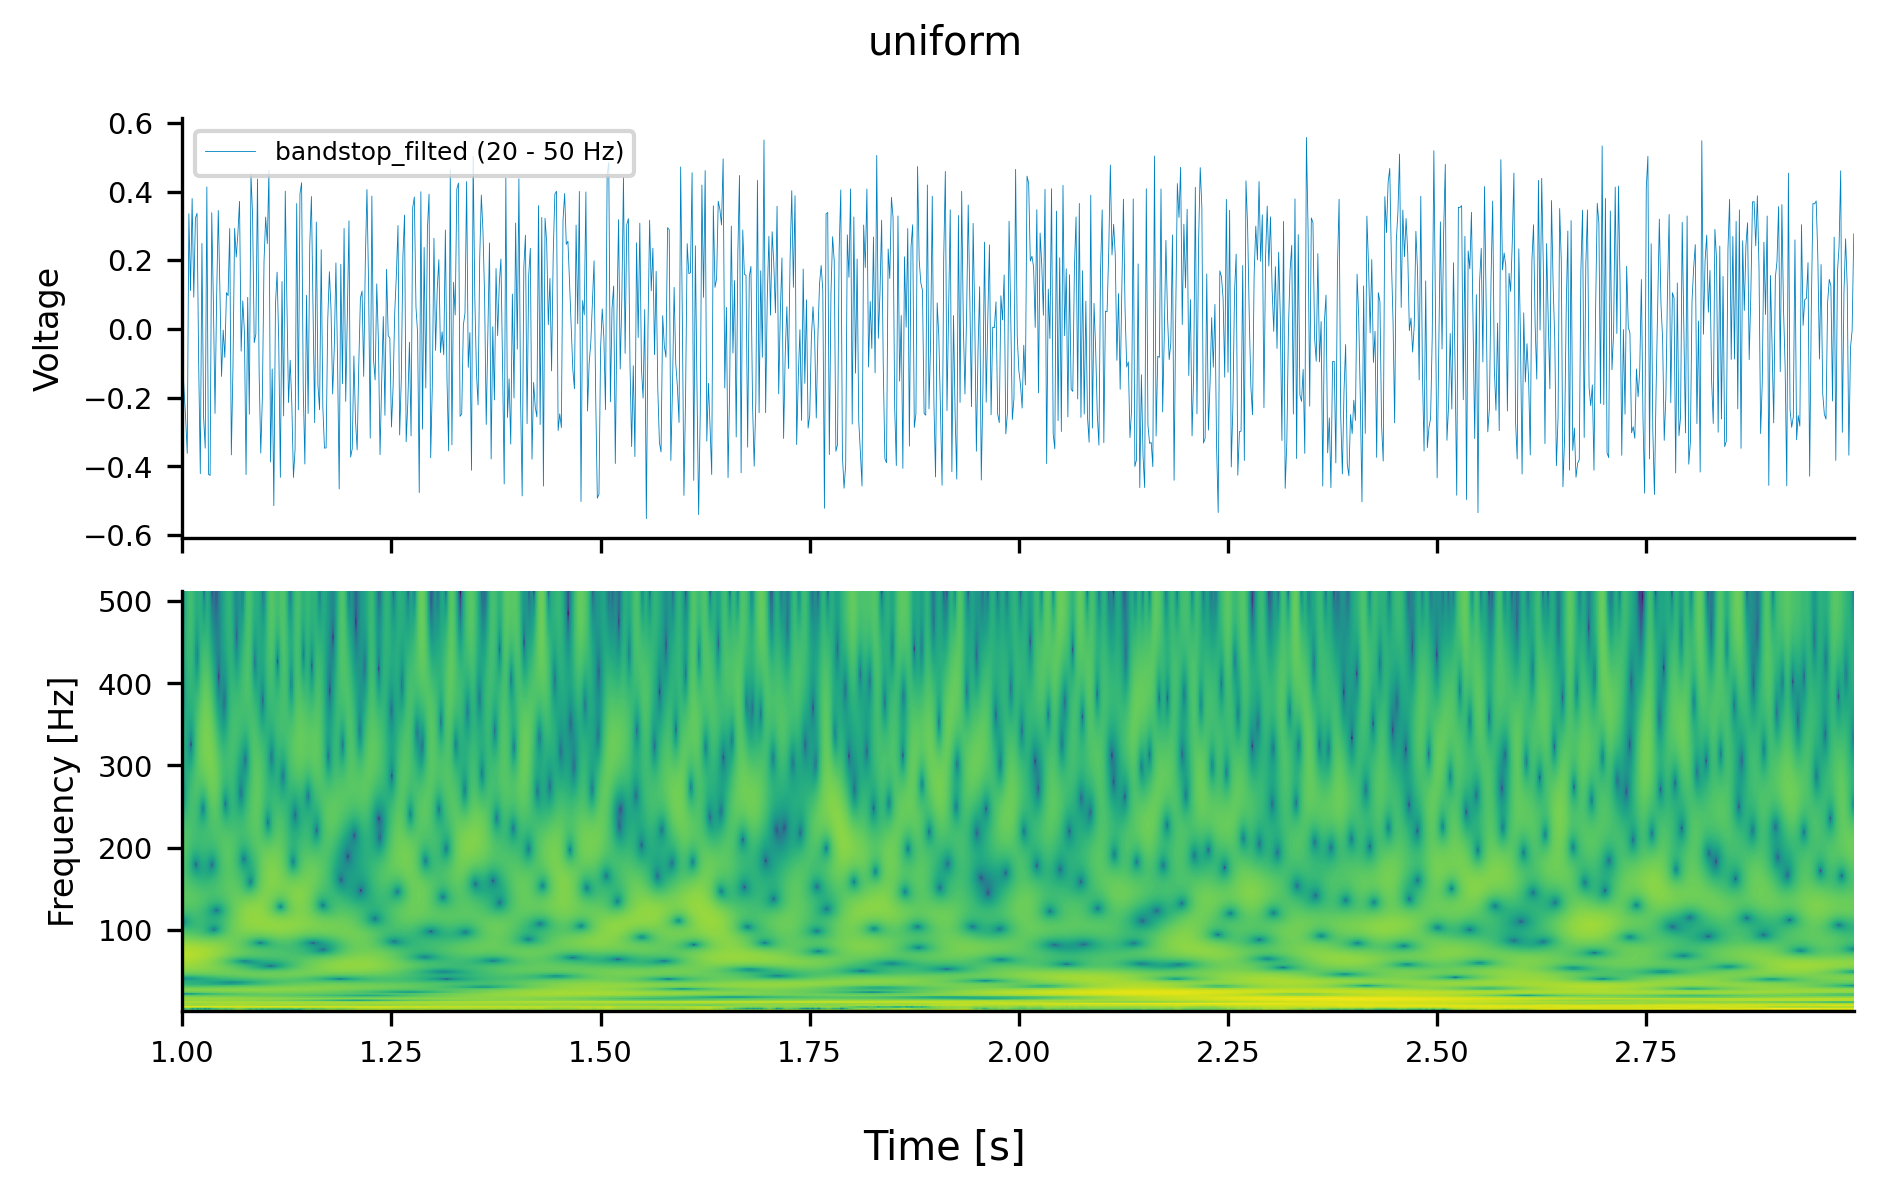 uniform
bandstop_filted (20 - 50 Hz)
0.6
0.4
0.2
0.0
−0.2
−0.4
−0.6
Voltage
500
400
300
200
100
Frequency [Hz]
1.00 1.25 1.50 1.75 2.00 2.25 2.50 2.75
Time [s]